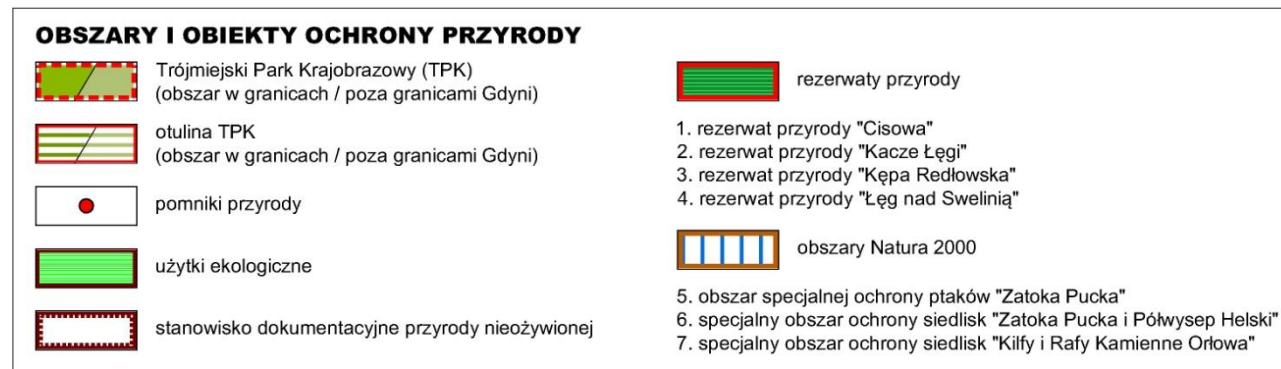 OBSZARY I OBIEKTY OCHRONY PRZYRODY
Trójmiejski Park Krajobrazowy (TPK)
(obszar w granicach / poza granicami Gdyni)
otulina TPK
(obszar w granicach / poza granicami Gdyni)
pomniki przyrody
użytki ekologiczne
stanowisko dokumentacyjne przyrody nieożywionej
rezerwaty przyrody
1. rezerwat przyrody "Cisowa"
2. rezerwat przyrody "Kacze Łęgi"
3. rezerwat przyrody "Kępa Redłowska"
4. rezerwat przyrody "Łęg nad Swelinią"
obszary Natura 2000
5. obszar specjalnej ochrony ptaków "Zatoka Pucka"
6. specjalny obszar ochrony siedlisk "Zatoka Pucka i Półwysep Helski"
7. specjalny obszar ochrony siedlisk "Kilfy i Rafy Kamienne Orłowa"